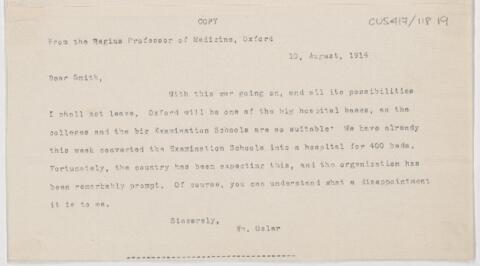 COPY
CUS417/118.19
From the Regius Professor of Medicine, Oxford
10, August, 1914
Dear Smith,
With this war going on, and all its possibilities
I shall not leave, Oxford will be one of the big hospital bases, as the
colleges and the big Examination Schools are so suitable. We have already
this week converted the Examination Schools into a hospital for 400 beds.
Fortunately, the country has been expecting this, and the organization has
been remarkably prompt. Of course, you can understand what a disappointment
it is to me.
Sincerely,
Wm. Osler